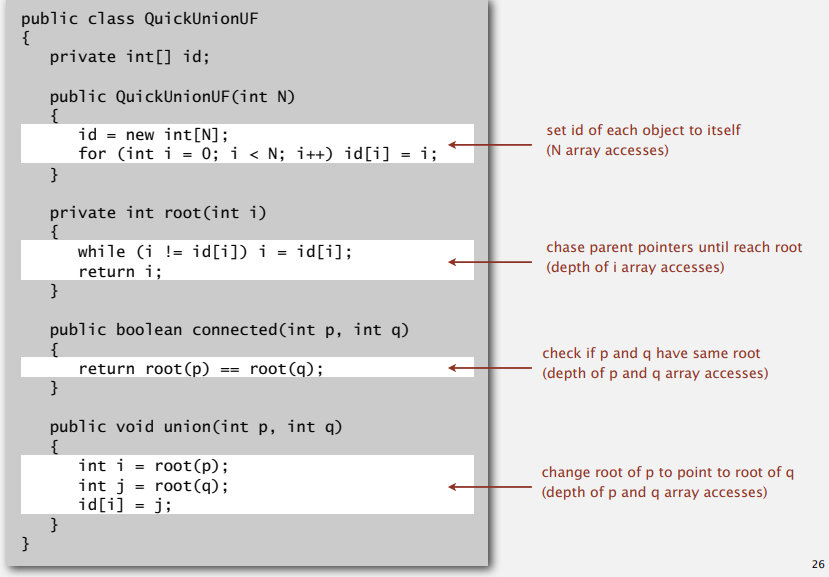 public class QuickUnionUF
{
private int[] id;
public QuickUnionUF(int N)
{
id = new int[N];
for (int i = 0; i < N; i++) id[i] = i;
}
set id of each object to itself
(N array accesses)
private int root(int i)
{
while (i != id[i]) i = id[i];
return i;
}
chase parent pointers until reach root
(depth of i array accesses)
public boolean connected(int p, int q)
{
return root(p) == root(q);
}
check if p and q have same root
(depth of p and q array accesses)
public void union(int p, int q)
{
int i = root(p);
int j = root(q);
id[i] = j;
}
}
change root of p to point to root of q
(depth of p and q array accesses)
26